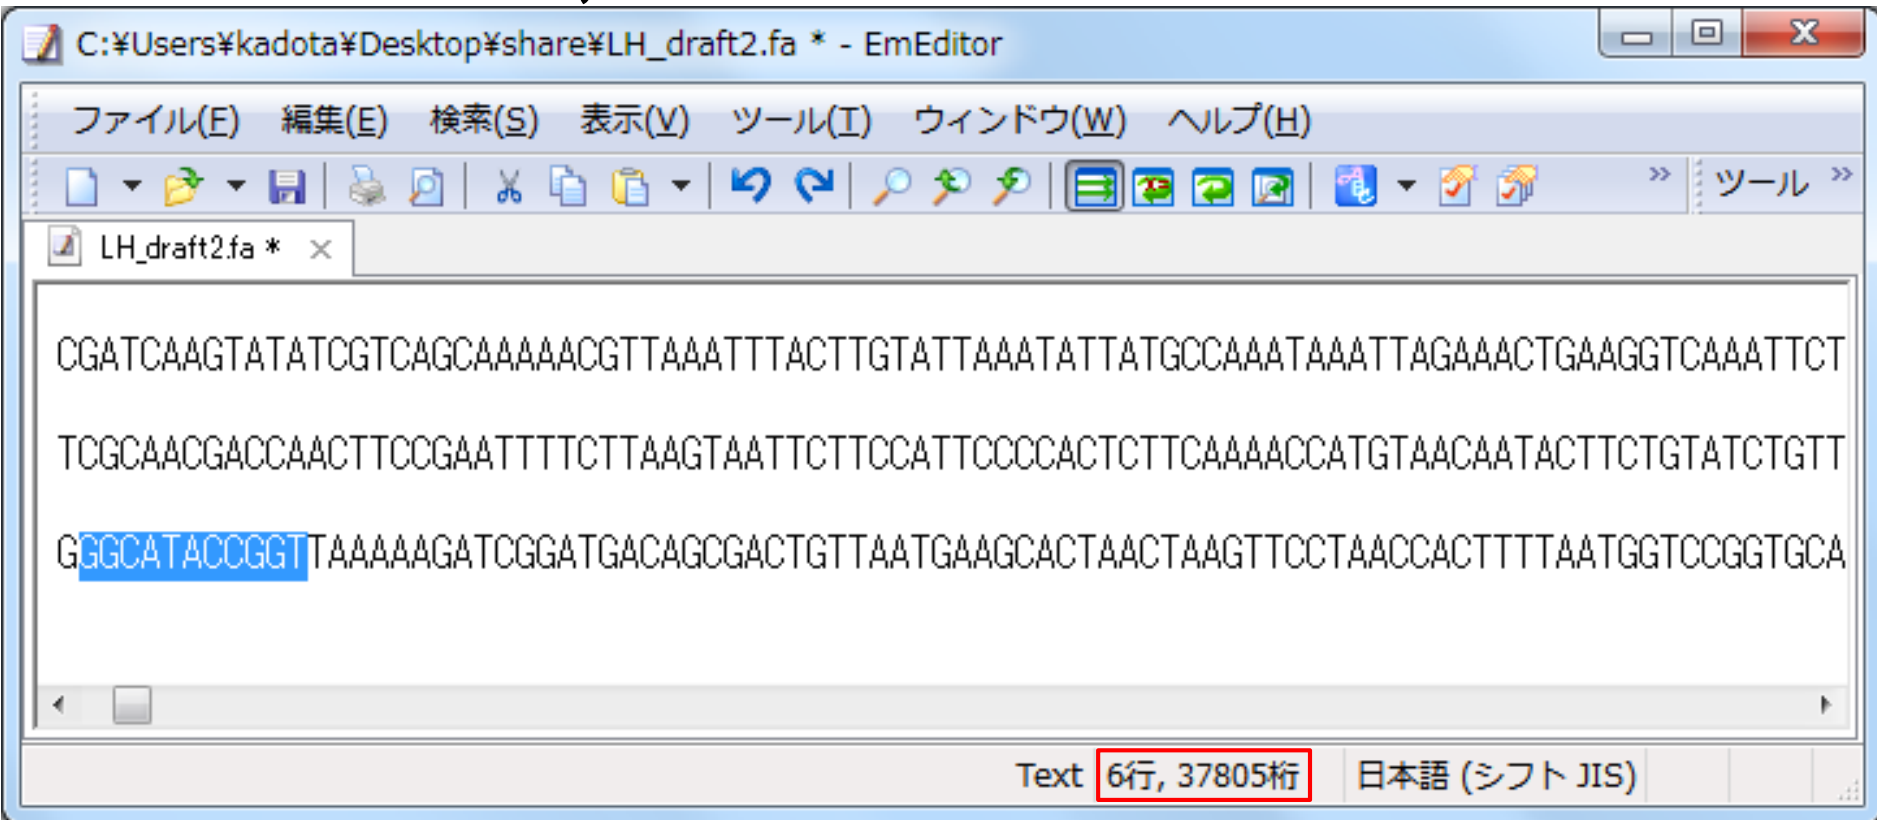 C:¥Users¥kadota¥Desktop¥share¥LH_draft2.fa * - EmEditor
ファイル(F) 編集(E) 検索(S) 表示(V) ツール(T) ウィンドウ(W) ヘルプ(H)
ツール
LH_draft2.fa *
CGATCAAGTATATCGTCAGCAAAAACGTTAAATTTACTTGTATTAAATATTATGCCAAATAAATTAGAAACTGAAGGTCAAATTCT
TCGCAACGACCAACTTCCGAATTTTCTTAAGTAATTCTTCCATTCCCCACTCTTCAAAACCATGTAACAATACTTCTGTATCTGTT
GGGCATACCGGTTAAAAAGATCGGATGACAGCGACTGTTAATGAAGCACTAACTAAGTTCCTAACCACTTTTAATGGTCCGGTGCA
Text 6行, 37805桁 日本語 (シフト JIS)